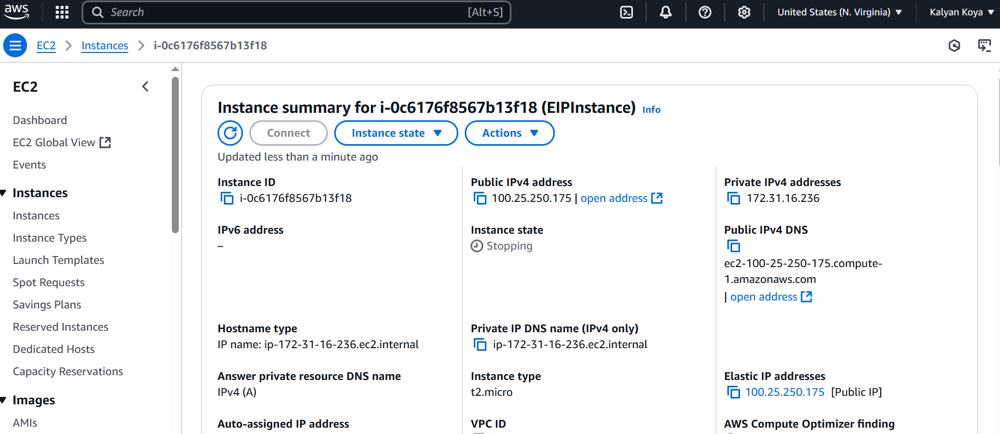 aws
Search [Alt+S]
United States (N. Virginia)
Kalyan Koya
EC2
Instances
i-0c6176f8567b13f18
EC2
Dashboard
EC2 Global View
Events
Instances
Instances
Instance Types
Launch Templates
Spot Requests
Savings Plans
Reserved Instances
Dedicated Hosts
Capacity Reservations
Images
AMIs
Instance summary for i-0c6176f8567b13f18 (EIPInstance) Info
Connect
Instance state
Actions
Updated less than a minute ago
Instance ID
i-0c6176f8567b13f18
Public IPv4 address
100.25.250.175 | open address
Private IPv4 addresses
172.31.16.236
IPv6 address
–
Instance state
Stopping
Public IPv4 DNS
ec2-100-25-250-175.compute-
1.amazonaws.com
| open address
Hostname type
IP name: ip-172-31-16-236.ec2.internal
Private IP DNS name (IPv4 only)
ip-172-31-16-236.ec2.internal
Answer private resource DNS name
IPv4 (A)
Instance type
t2.micro
Elastic IP addresses
100.25.250.175 [Public IP]
Auto-assigned IP address
VPC ID
AWS Compute Optimizer finding